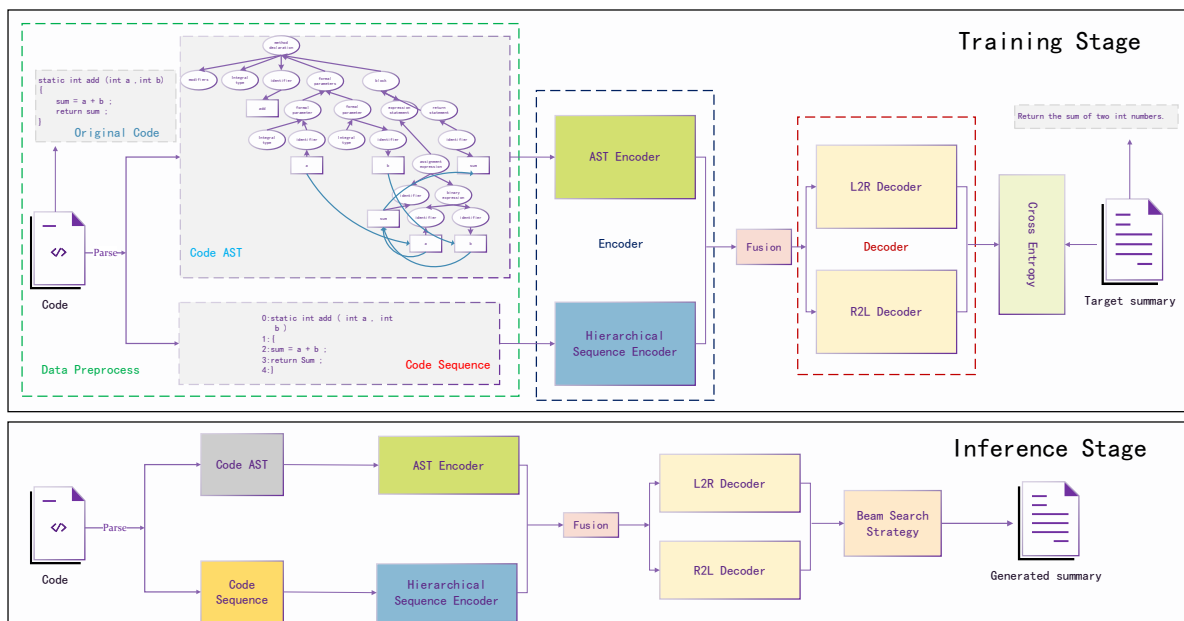 Training Stage
static int add (int a ,int b)
{
sum = a + b ;
return sum ;
}
Original Code
method
declaration
modifiers
Integral
type
identifier
formal
parameters
block
add
formal
parameter
formal
parameter
expression
statement
return
statement
Integral
type
identifier
Integral
type
identifier
identifier
a
b
assignment
expression
sum
identifier
binary
expression
sum
identifier
identifier
a
b
Code AST
Code
Parse
0:static int add ( int a , int
b )
1:{
2:sum = a + b ;
3:return Sum ;
4:}
Code Sequence
Data Preprocess
AST Encoder
Encoder
Hierarchical
Sequence Encoder
Fusion
L2R Decoder
Decoder
R2L Decoder
Cross Entropy
Return the sum of two int numbers.
Target summary
Inference Stage
Code
Parse
Code AST
Code
Sequence
AST Encoder
Hierarchical
Sequence Encoder
Fusion
L2R Decoder
R2L Decoder
Beam Search
Strategy
Generated summary